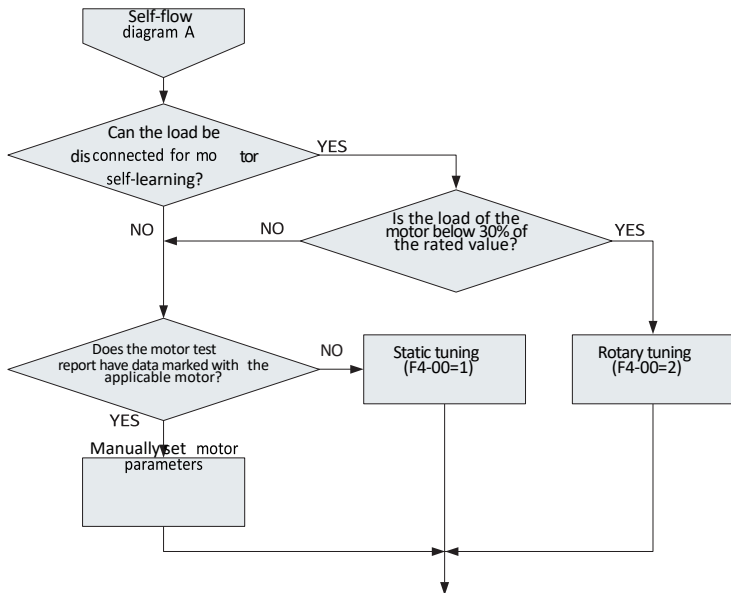 Self-flow
diagram A
Can the load be
disconnected for mo tor
self-learning?
YES
NO
NO
Is the load of the
motor below 30% of
the rated value?
YES
Does the motor test
report have data marked with the
applicable motor?
NO
Static tuning
(F4-00=1)
Rotary tuning
(F4-00=2)
YES
Manually set motor
parameters